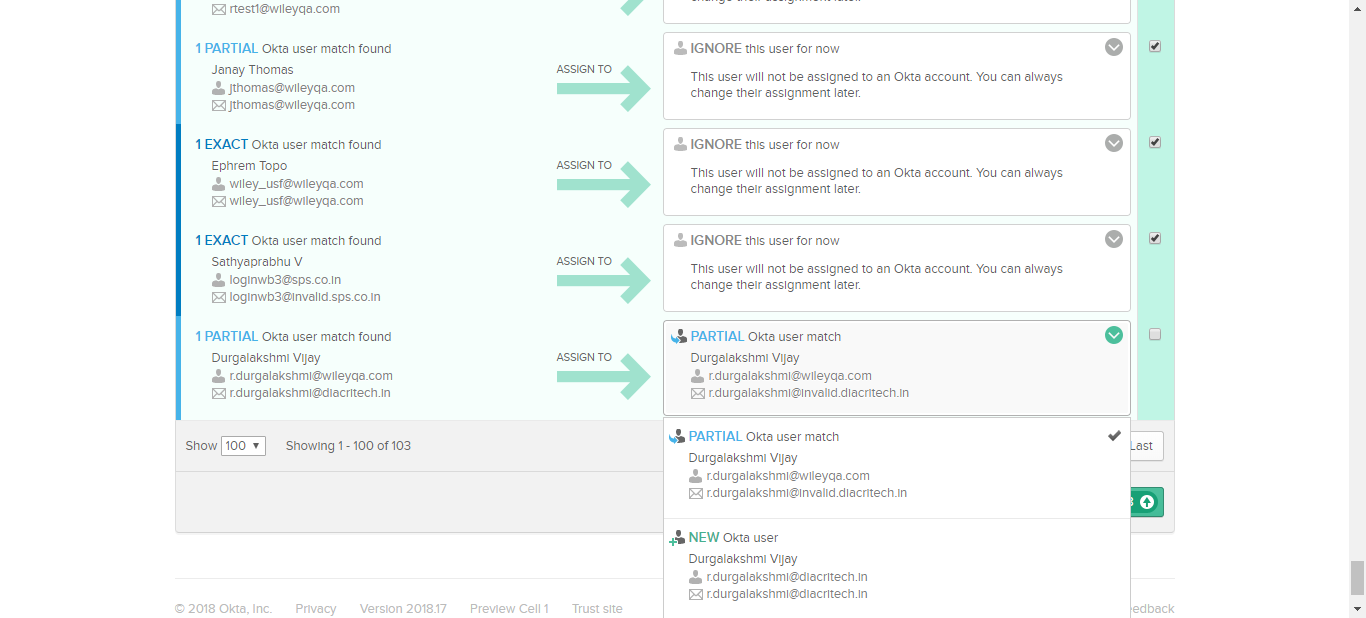 rtest1@wileyqa.com
1 PARTIAL Okta user match found
Janay Thomas
jthomas@wileyqa.com
jthomas@wileyqa.com
ASSIGN TO
IGNORE this user for now
This user will not be assigned to an Okta account. You can always
change their assignment later.
1 EXACT Okta user match found
Ephrem Topo
wiley_usf@wileyqa.com
wiley_usf@wileyqa.com
ASSIGN TO
IGNORE this user for now
This user will not be assigned to an Okta account. You can always
change their assignment later.
1 EXACT Okta user match found
Sathyaprabhu V
loginwb3@sps.co.in
loginwb3@invalid.sps.co.in
ASSIGN TO
IGNORE this user for now
This user will not be assigned to an Okta account. You can always
change their assignment later.
1 PARTIAL Okta user match found
Durgalakshmi Vijay
r.durgalakshmi@wileyqa.com
r.durgalakshmi@diacritech.in
ASSIGN TO
PARTIAL Okta user match
Durgalakshmi Vijay
r.durgalakshmi@wileyqa.com
r.durgalakshmi@invalid.diacritech.in
PARTIAL Okta user match
Durgalakshmi Vijay
r.durgalakshmi@wileyqa.com
r.durgalakshmi@invalid.diacritech.in
NEW Okta user
Durgalakshmi Vijay
r.durgalakshmi@diacritech.in
r.durgalakshmi@diacritech.in
Show 100 Showing 1 - 100 of 103
Last
© 2018 Okta, Inc. Privacy Version 2018.17 Preview Cell 1 Trust site